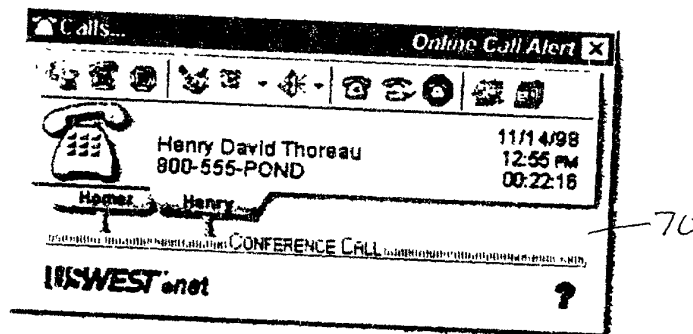 Calls... Online Call Alert
Henry David Thoreau 11/14/98
800-555-POND 12:55 PM
00:22:16
Homer Henry
CONFERENCE CALL
70
USWEST.net ?